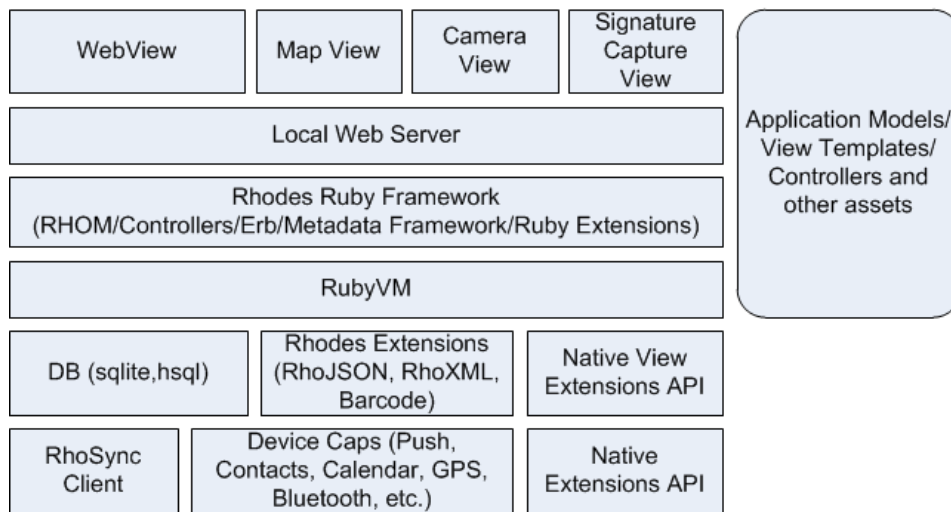 WebView
Map View
Camera
View
Signature
Capture
View
Application Models/
View Templates/
Controllers and
other assets
Local Web Server
Rhodes Ruby Framework
(RHOM/Controllers/Erb/Metadata Framework/Ruby Extensions)
RubyVM
DB (sqlite,hsql)
Rhodes Extensions
(RhoJSON, RhoXML,
Barcode)
Native View
Extensions API
RhoSync
Client
Device Caps (Push,
Contacts, Calendar, GPS,
Bluetooth, etc.)
Native
Extensions API